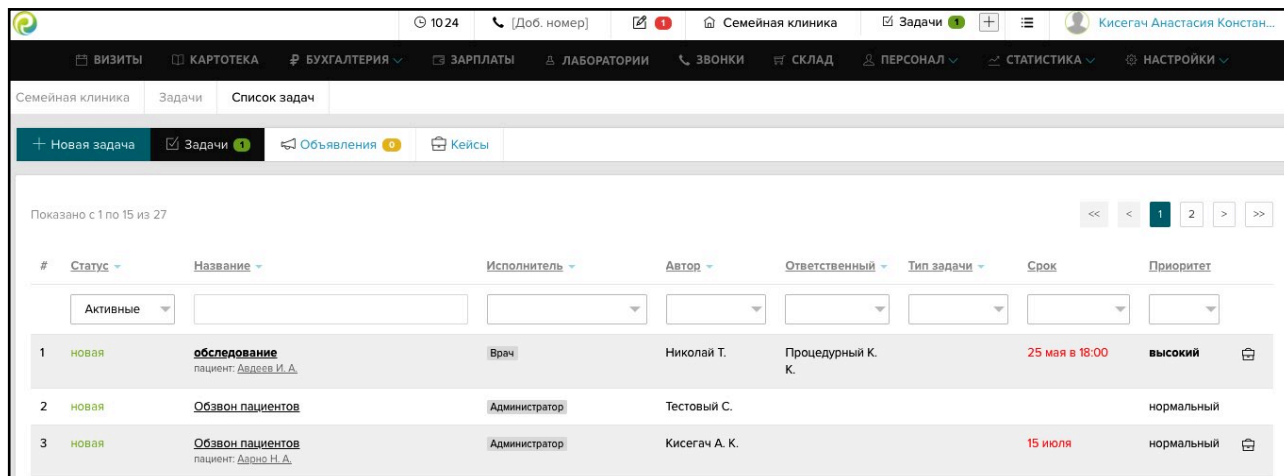 10 24 [Доб. номер] 1 Семейная клиника Задачи 1 + Кисегач Анастасия Констан...
ВИЗИТЫ КАРТОТЕКА БУХГАЛТЕРИЯ ЗАРПЛАТЫ ЛАБОРАТОРИИ ЗВОНКИ СКЛАД ПЕРСОНАЛ СТАТИСТИКА НАСТРОЙКИ
Семейная клиника Задачи Список задач
+ Новая задача Задачи 1 Объявления 0 Кейсы
Показано с 1 по 15 из 27 << < 1 2 > >>
# Статус Название Исполнитель Автор Ответственный Тип задачи Срок Приоритет
Активные
1 новая обследование Врач Николай Т. Процедурный К. 25 мая в 18:00 высокий
пациент: Авдеев И. А. К.
2 новая Обзвон пациентов Администратор Тестовый С. нормальный
3 новая Обзвон пациентов Администратор Кисегач А. К. 15 июля нормальный
пациент: Аарно Н. А.